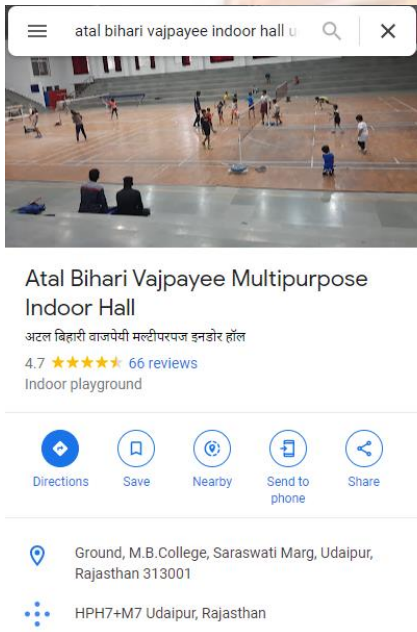 atal bihari vajpayee indoor hall u
Atal Bihari Vajpayee Multipurpose
Indoor Hall
अटल बिहारी वाजपेयी मल्टीपरपज इनडोर हॉल
4.7 66 reviews
Indoor playground
Directions Save Nearby Send to phone Share
Ground, M.B.College, Saraswati Marg, Udaipur,
Rajasthan 313001
HPH7+M7 Udaipur, Rajasthan